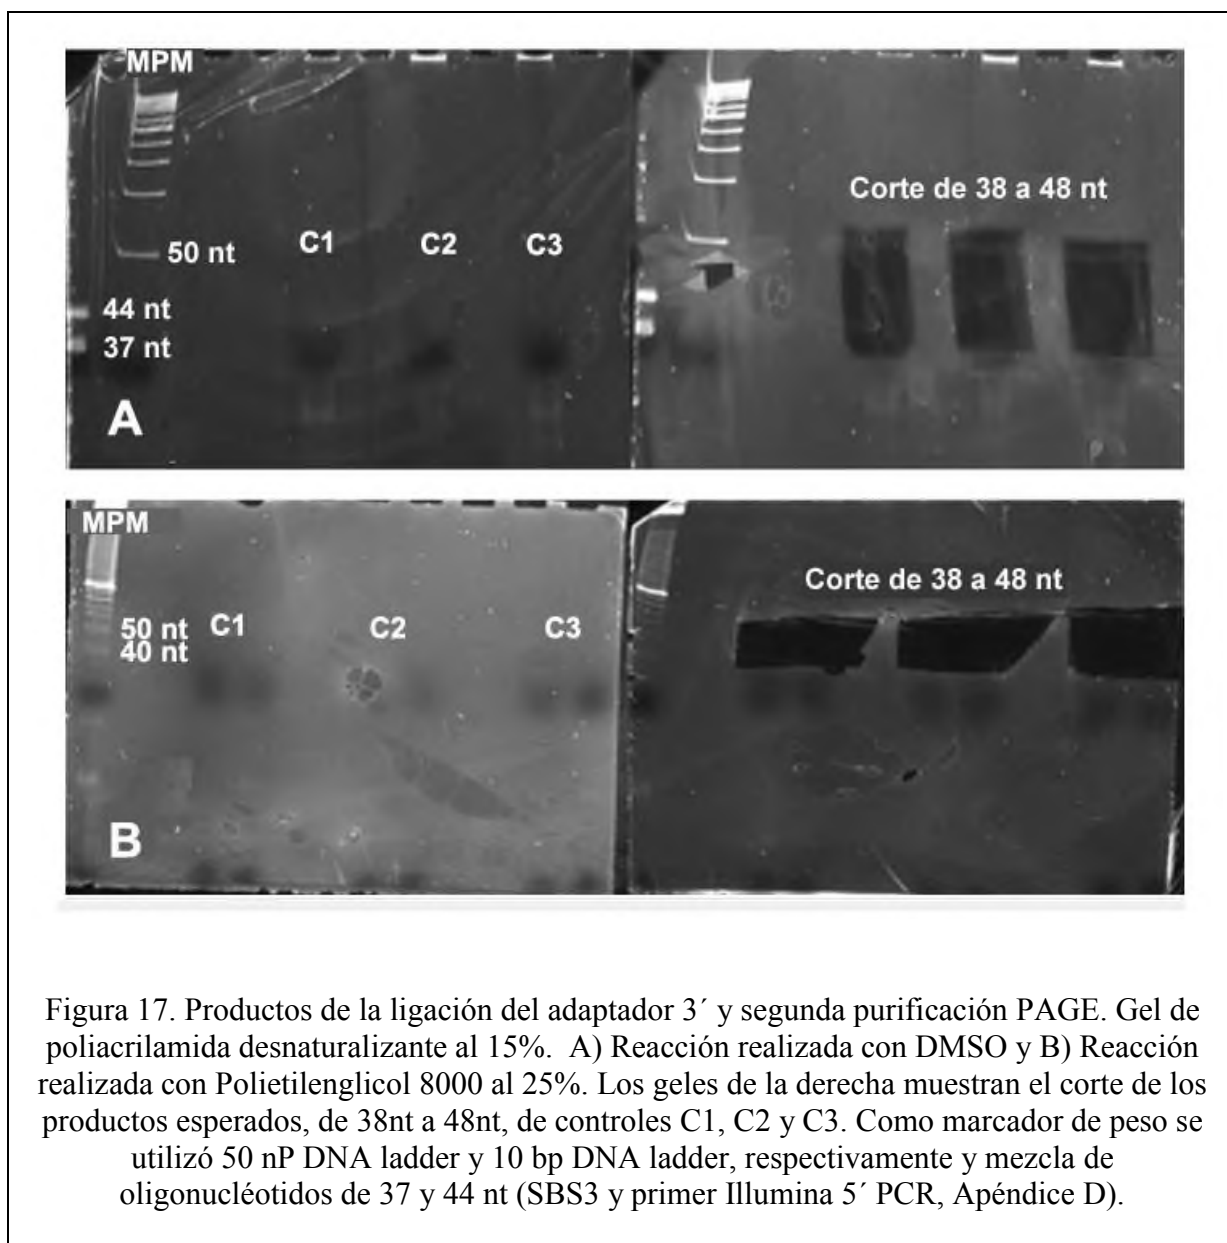 MPM
50 nt
C1
C2
C3
44 nt
37 nt
A
Corte de 38 a 48 nt
MPM
50 nt
40 nt
C1
C2
C3
B
Corte de 38 a 48 nt
Figura 17. Productos de la ligación del adaptador 3´ y segunda purificación PAGE. Gel de
poliacrilamida desnaturalizante al 15%. A) Reacción realizada con DMSO y B) Reacción
realizada con Polietilenglicol 8000 al 25%. Los geles de la derecha muestran el corte de los
productos esperados, de 38nt a 48nt, de controles C1, C2 y C3. Como marcador de peso se
utilizó 50 nP DNA ladder y 10 bp DNA ladder, respectivamente y mezcla de
oligonucléotidos de 37 y 44 nt (SBS3 y primer Illumina 5´ PCR, Apéndice D).